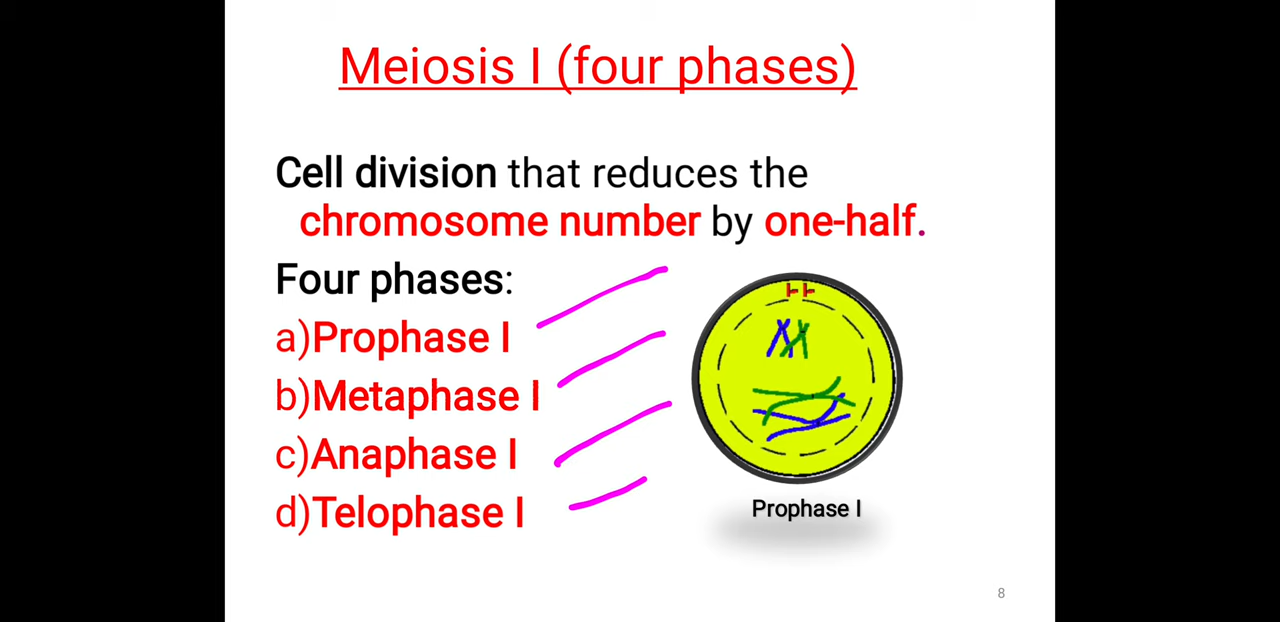 Meiosis I (four phases)
Cell division that reduces the
chromosome number by one-half.
Four phases:
a)Prophase I
b)Metaphase I
c)Anaphase I
d)Telophase I
Prophase I
8